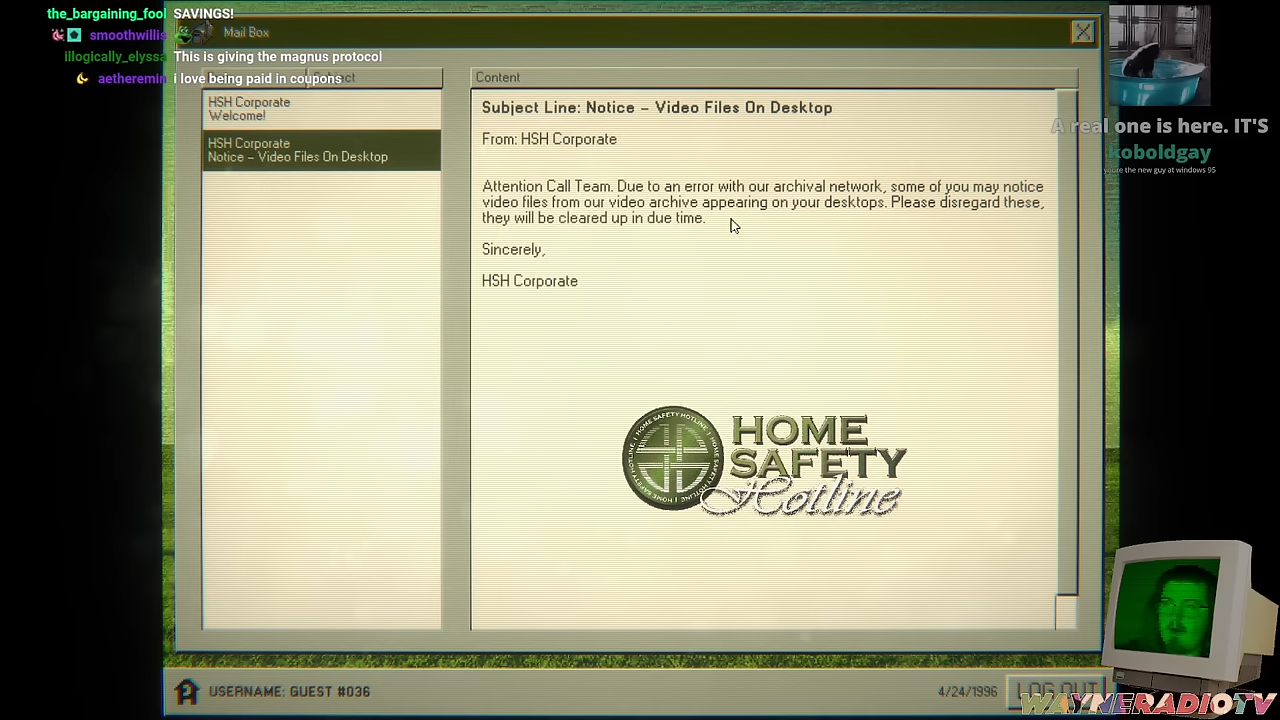 the_bargaining_fool SAVINGS!
smoothwillis
illogically_elyssa This is giving the magnus protocol
aetheremin i love being paid in coupons
Mail Box
Content
HSH Corporate
Welcome!
HSH Corporate
Notice – Video Files On Desktop
Subject Line: Notice – Video Files On Desktop
From: HSH Corporate
Attention Call Team. Due to an error with our archival network, some of you may notice
video files from our video archive appearing on your desktops. Please disregard these,
they will be cleared up in due time.
Sincerely,
HSH Corporate
HOME
SAFETY
Hotline
A real one is here. IT'S
koboldgay
youre the new guy at windows 95
USERNAME: GUEST #036
4/24/1996
LOG OUT
WAYNERADIOTV